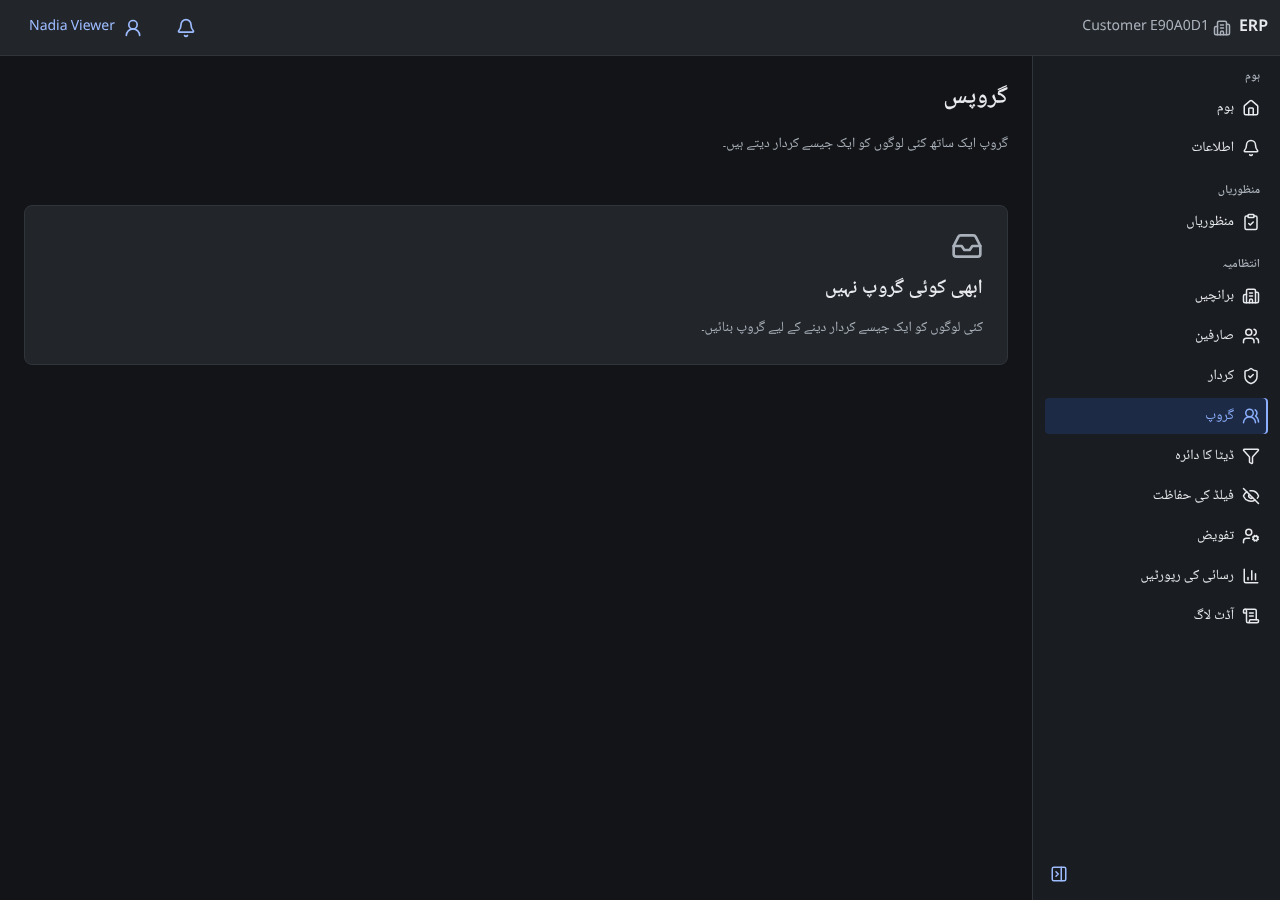 ERP
Customer E90A0D1
Nadia Viewer
ہوم
ہوم
اطلاعات
منظوریاں
منظوریاں
انتظامیہ
برانچیں
صارفین
کردار
گروپ
ڈیٹا کا دائرہ
فیلڈ کی حفاظت
تفویض
رسائی کی رپورٹیں
آڈٹ لاگ
گروپس
گروپ ایک ساتھ کئی لوگوں کو ایک جیسے کردار دیتے ہیں۔
ابھی کوئی گروپ نہیں
کئی لوگوں کو ایک جیسے کردار دینے کے لیے گروپ بنائیں۔